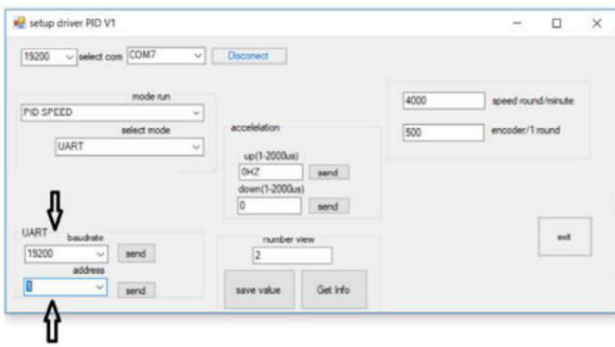 setup driver PID V1
19200 select com COM7 Disconect
mode run
PID SPEED
select mode
UART
accelelation
up(1-2000us)
0HZ send
down(1-2000us)
0 send
4000 speed round/minute
500 encoder/1 round
UART
baudrate
19200 send
address
1 send
number view
2
save value Get Info
exit